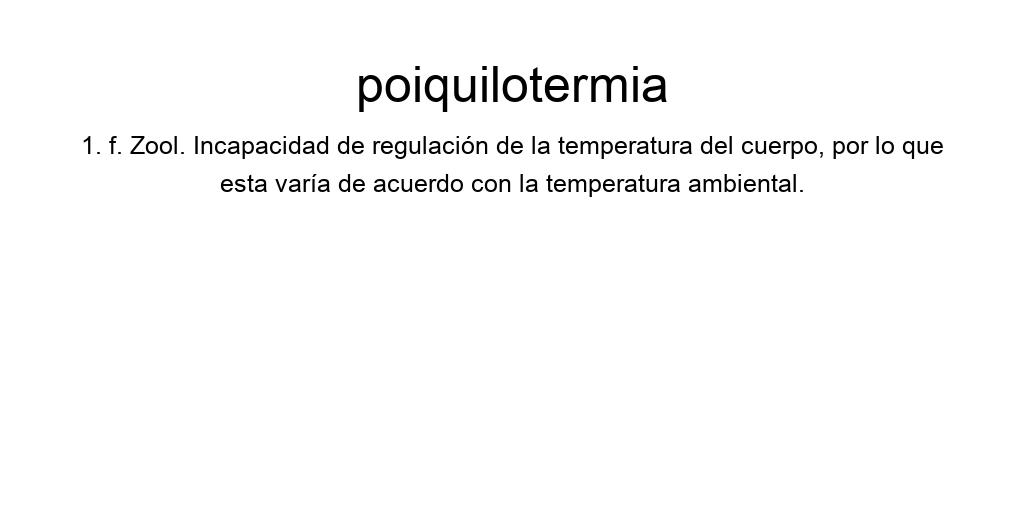 poiquilotermia
1. f. Zool. Incapacidad de regulación de la temperatura del cuerpo, por lo que
esta varía de acuerdo con la temperatura ambiental.